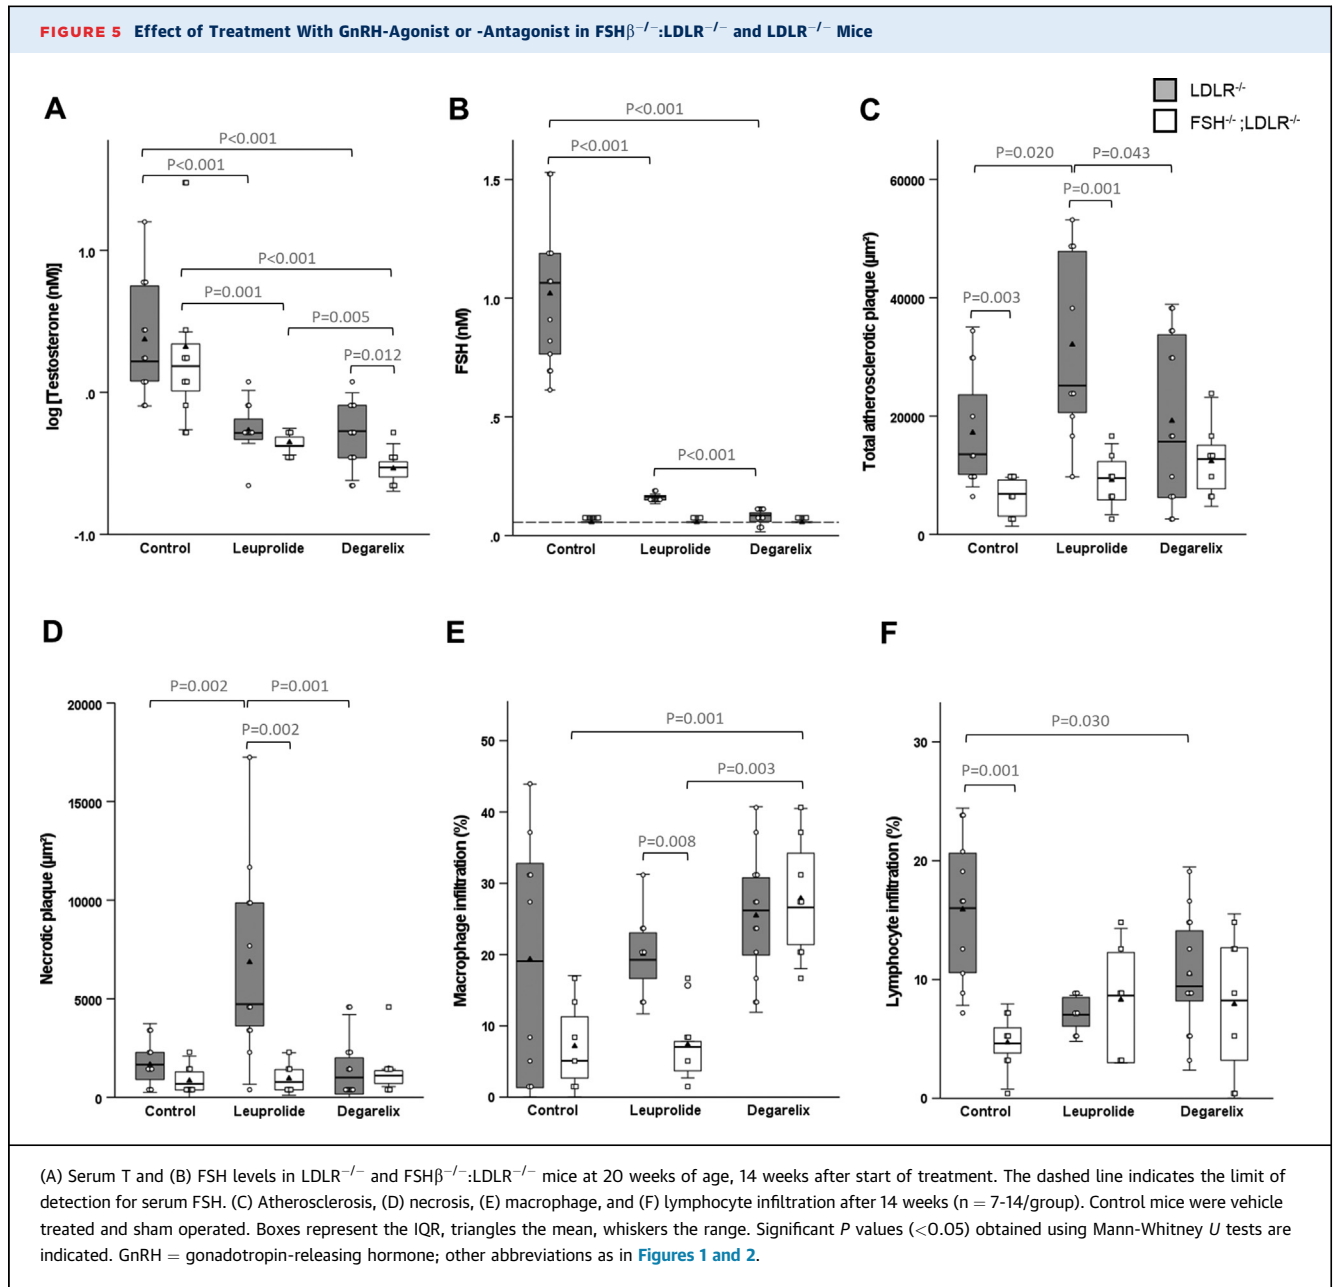 FIGURE 5 Effect of Treatment With GnRH-Agonist or -Antagonist in FSHβ−/−:LDLR−/− and LDLR−/− Mice
LDLR-/-
FSH-/- ;LDLR-/-
A
P<0.001
P<0.001
P<0.001
P=0.001
P=0.005
P=0.012
log [Testosterone (nM)]
1.0
.0
-1.0
Control Leuprolide Degarelix
B
P<0.001
P<0.001
P<0.001
FSH (nM)
1.5
1.0
.5
.0
Control Leuprolide Degarelix
C
P=0.020 P=0.043
P=0.001
P=0.003
Total atherosclerotic plaque (µm²)
60000
40000
20000
0
Control Leuprolide Degarelix
D
P=0.002 P=0.001
P=0.002
Necrotic plaque (µm²)
20000
15000
10000
5000
0
Control Leuprolide Degarelix
E
P=0.001
P=0.003
P=0.008
Macrophage infiltration (%)
50
40
30
20
10
0
Control Leuprolide Degarelix
F
P=0.030
P=0.001
Lymphocyte infiltration (%)
30
20
10
0
Control Leuprolide Degarelix
(A) Serum T and (B) FSH levels in LDLR−/− and FSHβ−/−:LDLR−/− mice at 20 weeks of age, 14 weeks after start of treatment. The dashed line indicates the limit of
detection for serum FSH. (C) Atherosclerosis, (D) necrosis, (E) macrophage, and (F) lymphocyte infiltration after 14 weeks (n = 7-14/group). Control mice were vehicle
treated and sham operated. Boxes represent the IQR, triangles the mean, whiskers the range. Significant P values (<0.05) obtained using Mann-Whitney U tests are
indicated. GnRH = gonadotropin-releasing hormone; other abbreviations as in Figures 1 and 2.